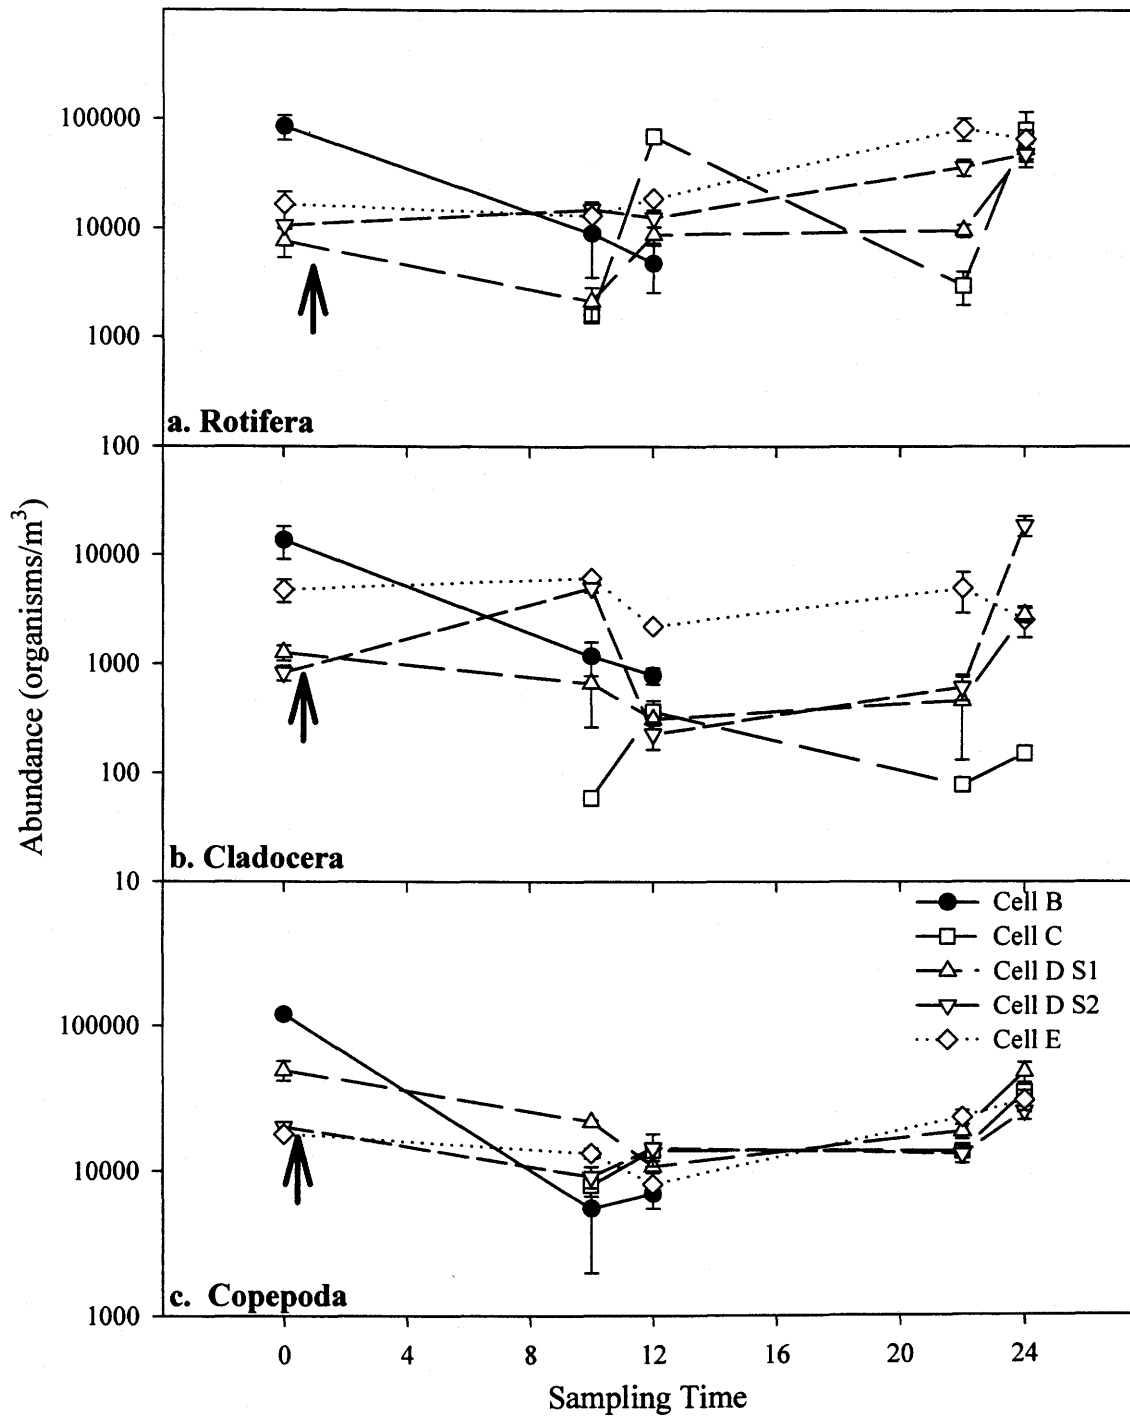 100000
10000
1000
a. Rotifera
100
10000
1000
100
b. Cladocera
10
Abundance (organisms/m³)
Cell B
Cell C
Cell D S1
Cell D S2
Cell E
100000
10000
c. Copepoda
1000
0 4 8 12 16 20 24
Sampling Time